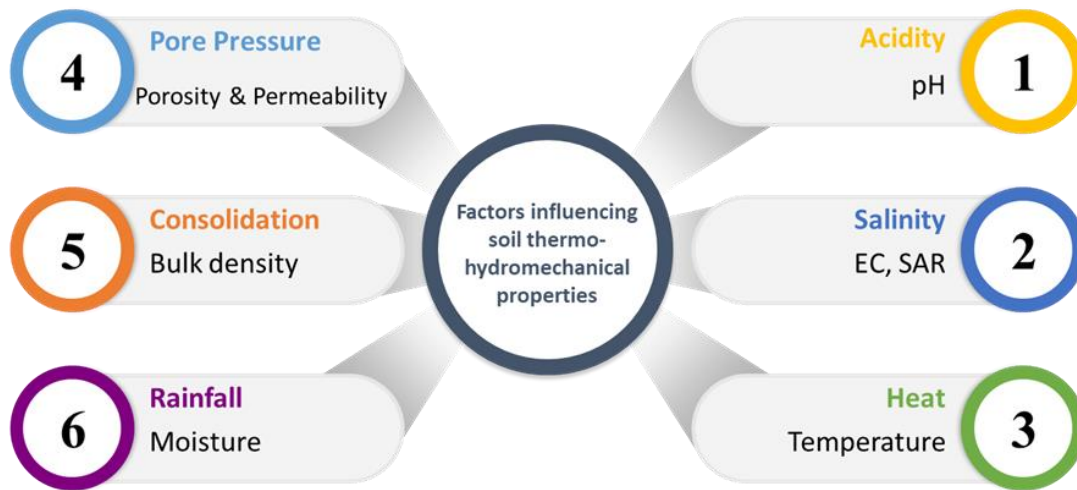 4
Pore Pressure
Porosity & Permeability
5
Consolidation
Bulk density
6
Rainfall
Moisture
Factors influencing
soil thermo-
hydromechanical
properties
Acidity
pH
1
Salinity
EC, SAR
2
Heat
Temperature
3